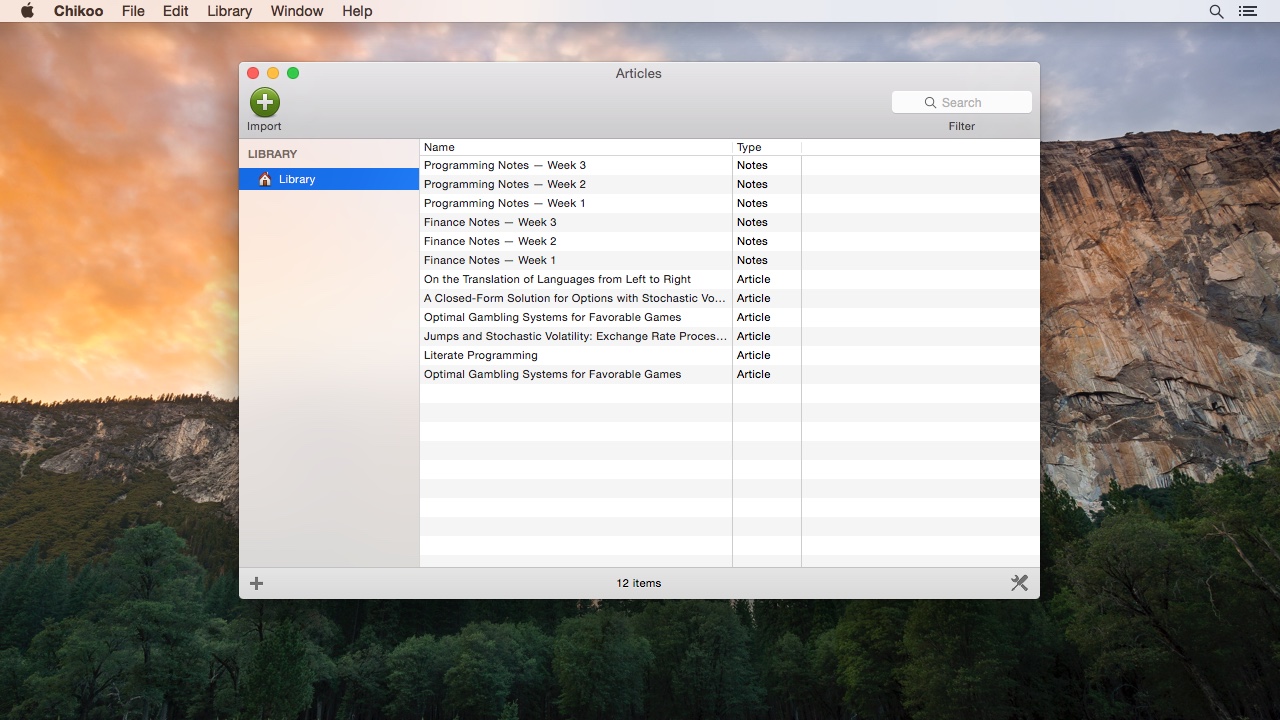 Chikoo File Edit Library Window Help
Articles
Import
Search
Filter
LIBRARY
Library
Name Type
Programming Notes — Week 3 Notes
Programming Notes — Week 2 Notes
Programming Notes — Week 1 Notes
Finance Notes — Week 3 Notes
Finance Notes — Week 2 Notes
Finance Notes — Week 1 Notes
On the Translation of Languages from Left to Right Article
A Closed-Form Solution for Options with Stochastic Vo... Article
Optimal Gambling Systems for Favorable Games Article
Jumps and Stochastic Volatility: Exchange Rate Proces... Article
Literate Programming Article
Optimal Gambling Systems for Favorable Games Article
12 items